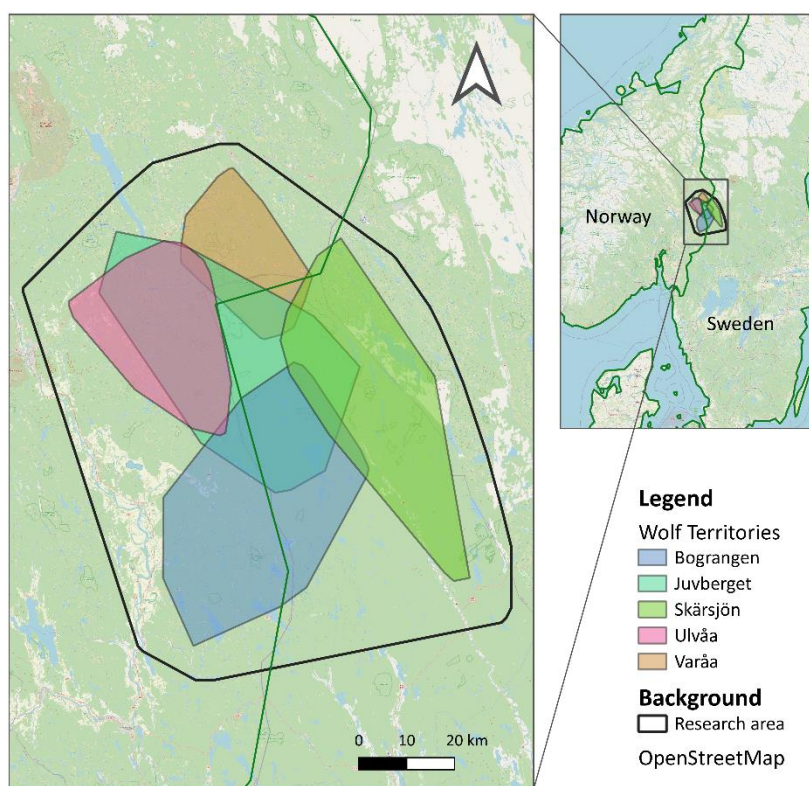 Norway
Sweden
Legend
Wolf Territories
Bograngen
Juvberget
Skärsjön
Ulvåa
Varåa
Background
Research area
OpenStreetMap
0 10 20 km